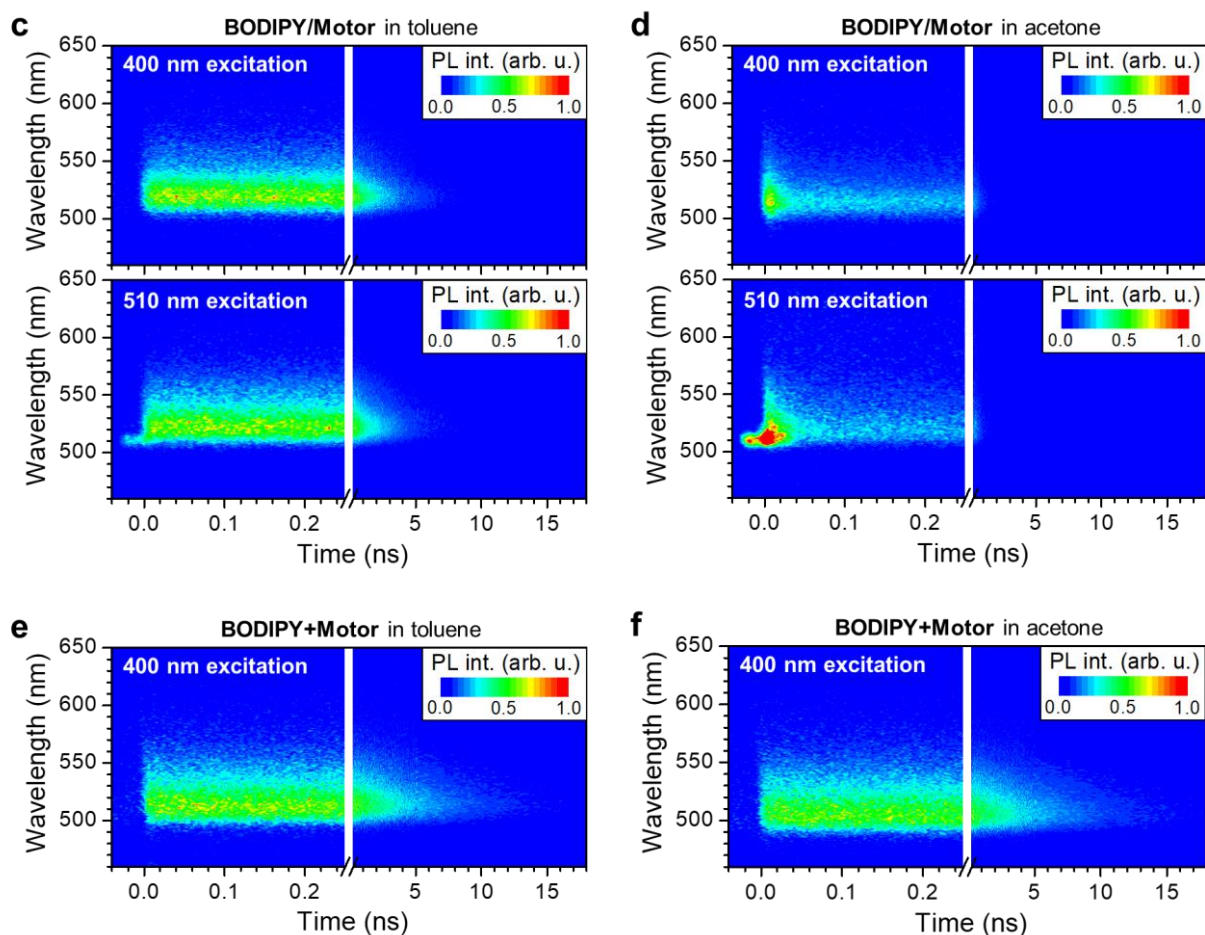 c
BODIPY/Motor in toluene
400 nm excitation
PL int. (arb. u.)
0.0 0.5 1.0
Wavelength (nm)
650
600
550
500
510 nm excitation
PL int. (arb. u.)
0.0 0.5 1.0
Wavelength (nm)
650
600
550
500
0.0 0.1 0.2 5 10 15
Time (ns)
d
BODIPY/Motor in acetone
400 nm excitation
PL int. (arb. u.)
0.0 0.5 1.0
Wavelength (nm)
650
600
550
500
510 nm excitation
PL int. (arb. u.)
0.0 0.5 1.0
Wavelength (nm)
650
600
550
500
0.0 0.1 0.2 5 10 15
Time (ns)
e
BODIPY+Motor in toluene
400 nm excitation
PL int. (arb. u.)
0.0 0.5 1.0
Wavelength (nm)
650
600
550
500
0.0 0.1 0.2 5 10 15
Time (ns)
f
BODIPY+Motor in acetone
400 nm excitation
PL int. (arb. u.)
0.0 0.5 1.0
Wavelength (nm)
650
600
550
500
0.0 0.1 0.2 5 10 15
Time (ns)